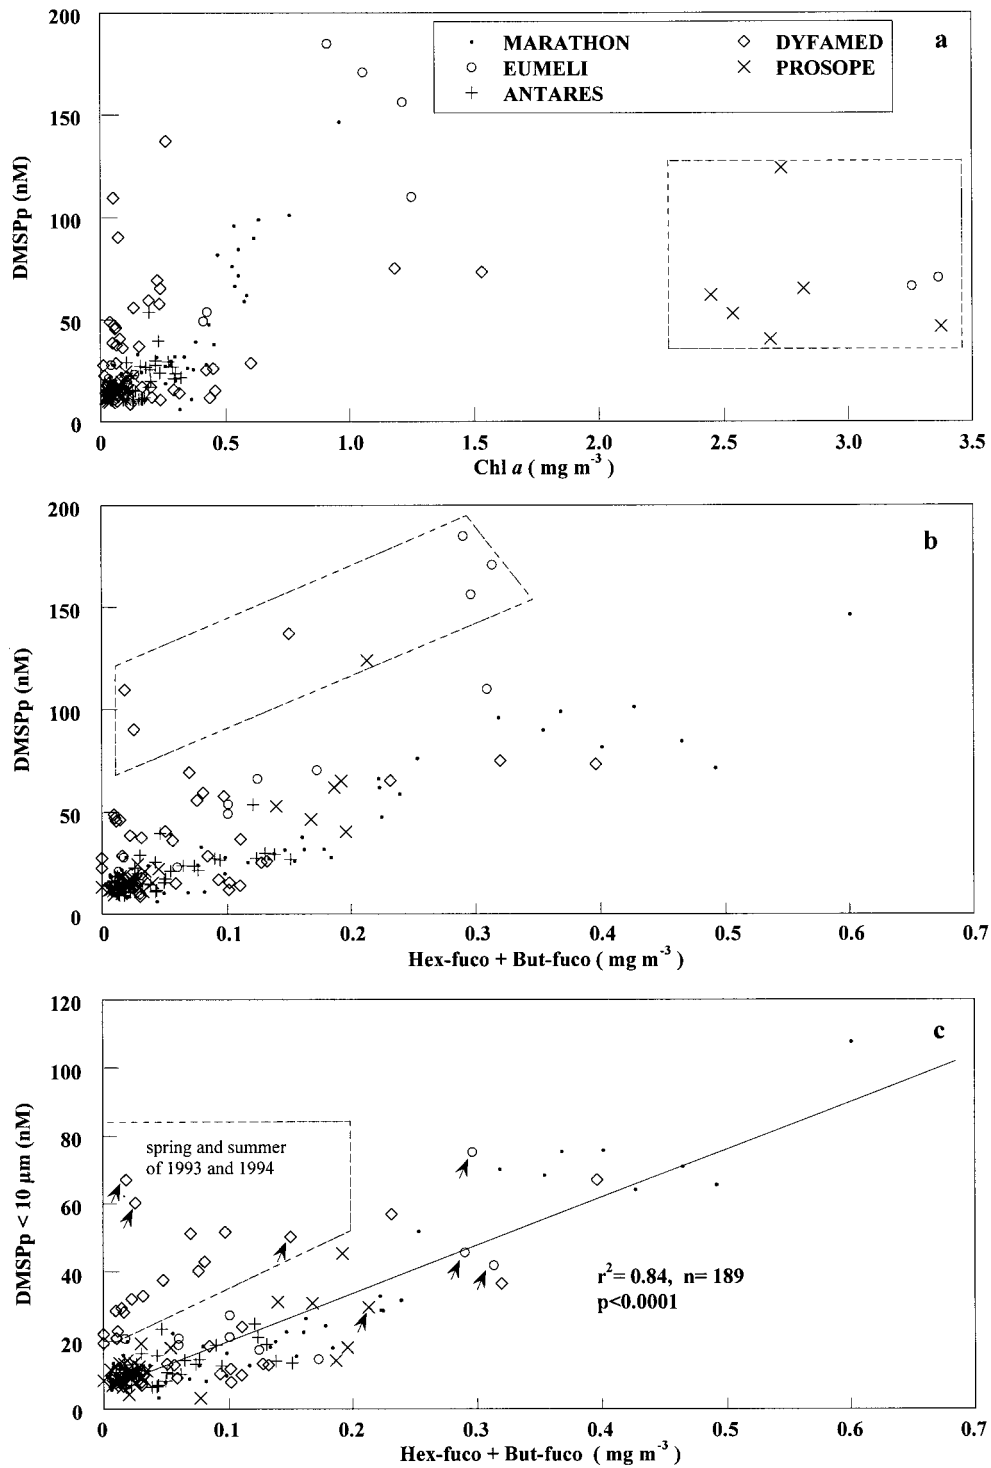 200
150
100
50
0
DMSPp (nM)
MARATHON
EUMELI
ANTARES
DYFAMED
PROSOPE
a
0 0.5 1.0 1.5 2.0 2.5 3.0 3.5
Chl a ( mg m-3 )
200
150
100
50
0
DMSPp (nM)
b
0 0.1 0.2 0.3 0.4 0.5 0.6 0.7
Hex-fuco + But-fuco ( mg m-3 )
120
100
80
60
40
20
0
DMSPp < 10 µm (nM)
c
spring and summer
of 1993 and 1994
r2= 0.84, n= 189
p<0.0001
0 0.1 0.2 0.3 0.4 0.5 0.6 0.7
Hex-fuco + But-fuco ( mg m-3 )